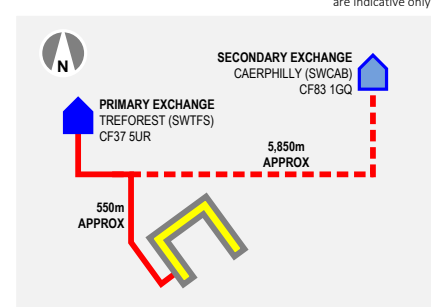 are indicative only
N
SECONDARY EXCHANGE
CAERPHILLY (SWCAB)
CF83 1GQ
PRIMARY EXCHANGE
TREFOREST (SWTFS)
CF37 5UR
5,850m
APPROX
550m
APPROX